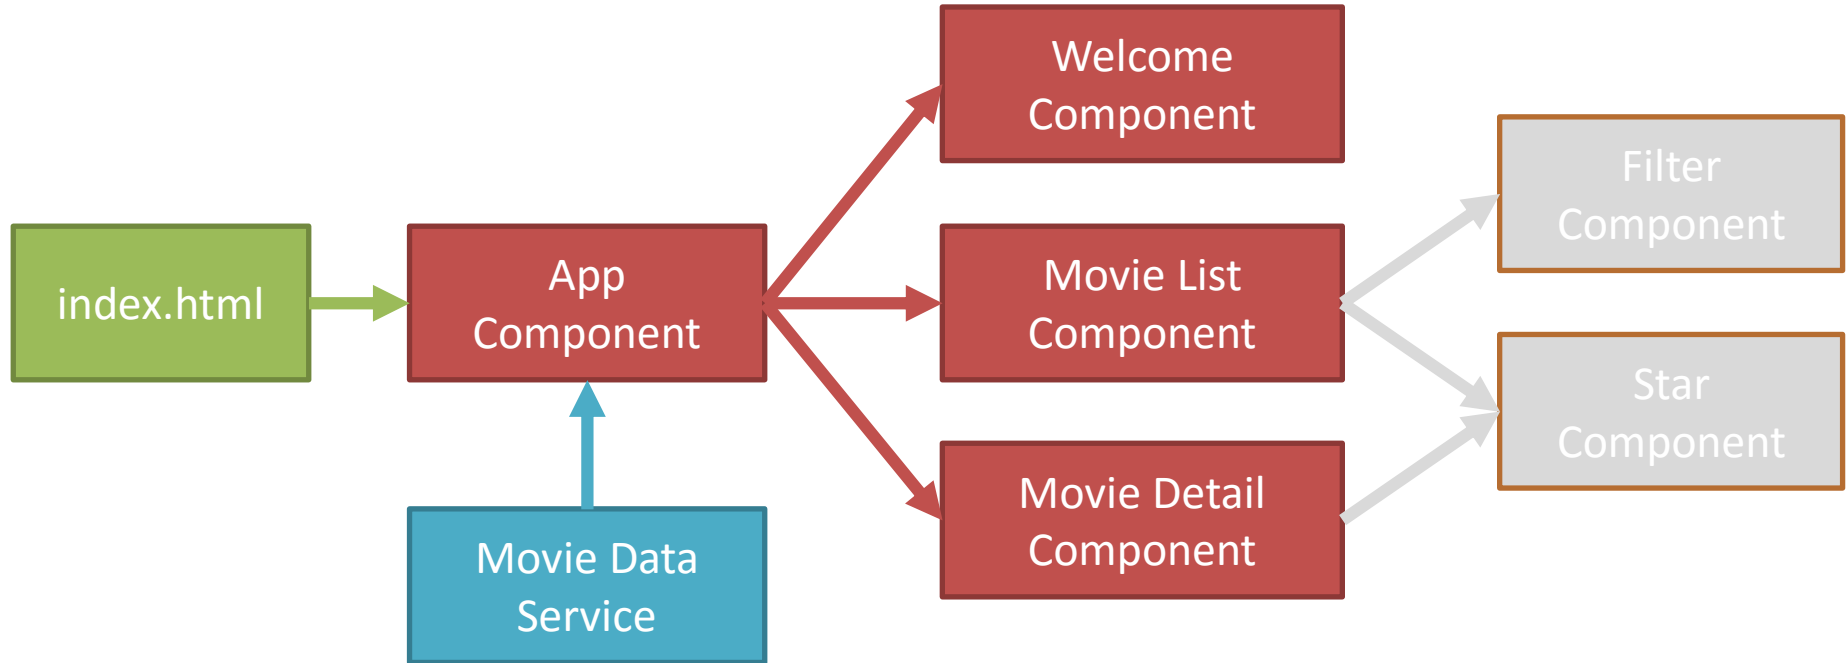 Welcome
Component
Filter
Component
index.html
App
Component
Movie List
Component
Star
Component
Movie Detail
Component
Movie Data
Service